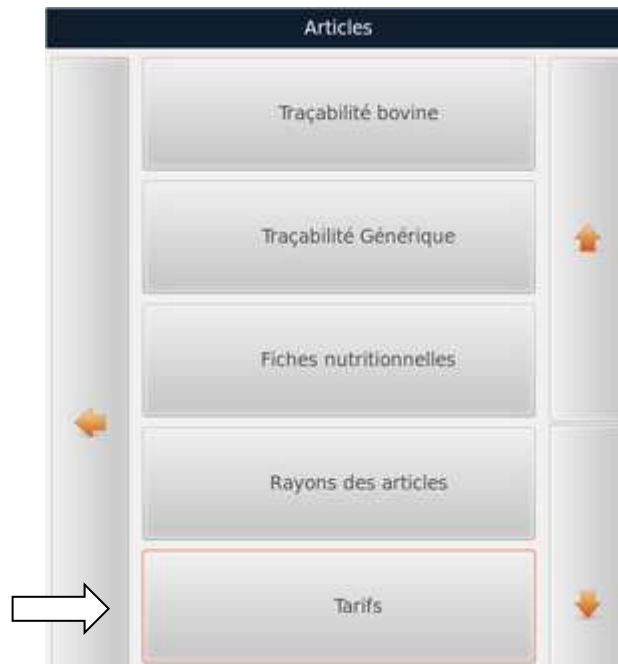 Articles
Traçabilité bovine
Traçabilité Générique
Fiches nutritionnelles
Rayons des articles
Tarifs